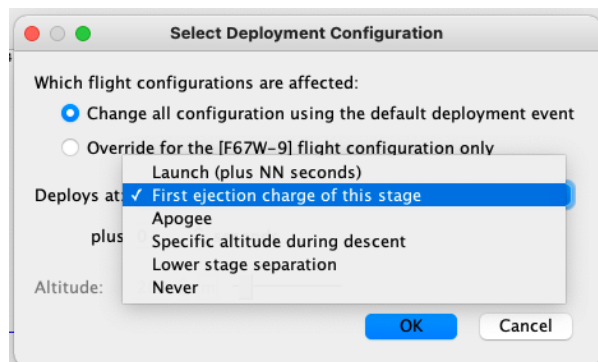 Select Deployment Configuration
Which flight configurations are affected:
Change all configuration using the default deployment event
Override for the [F67W-9] flight configuration only
Launch (plus NN seconds)
Deploys at: ✓ First ejection charge of this stage
Apogee
plus
Specific altitude during descent
Lower stage separation
Altitude:
Never
OK
Cancel